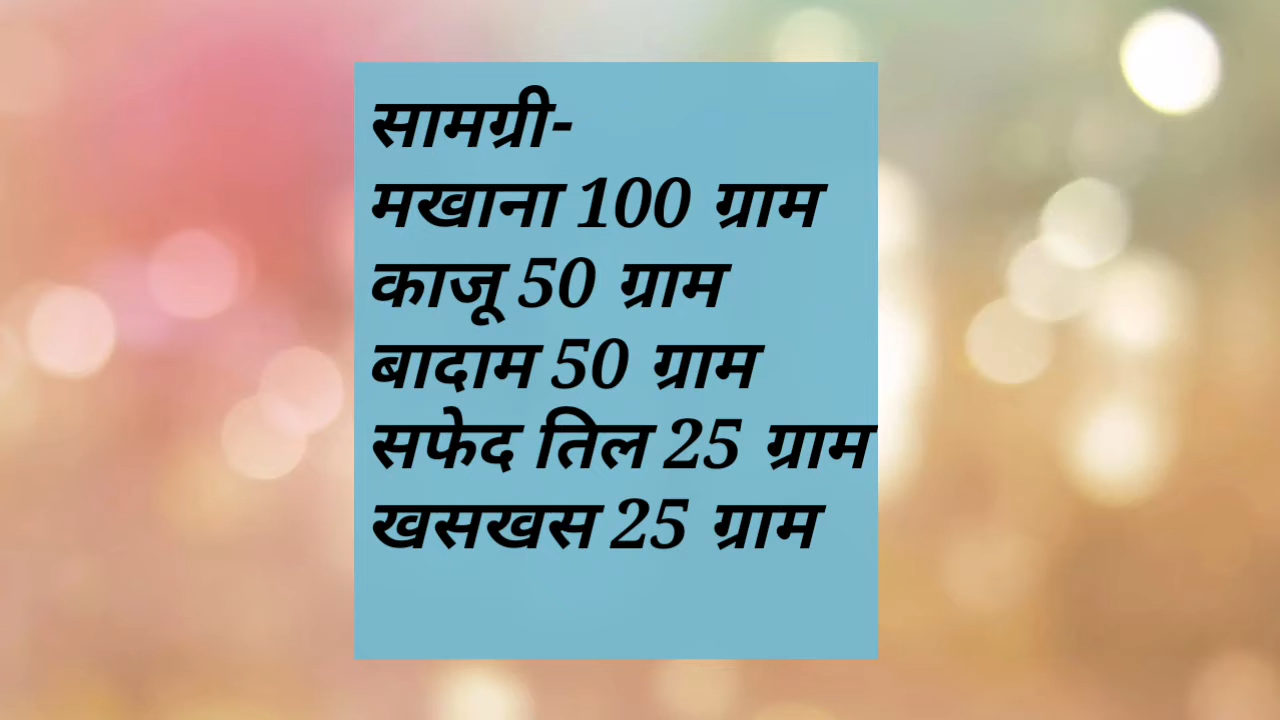 सामग्री-
मखाना 100 ग्राम
काजू 50 ग्राम
बादाम 50 ग्राम
सफेद तिल 25 ग्राम
खसखस 25 ग्राम